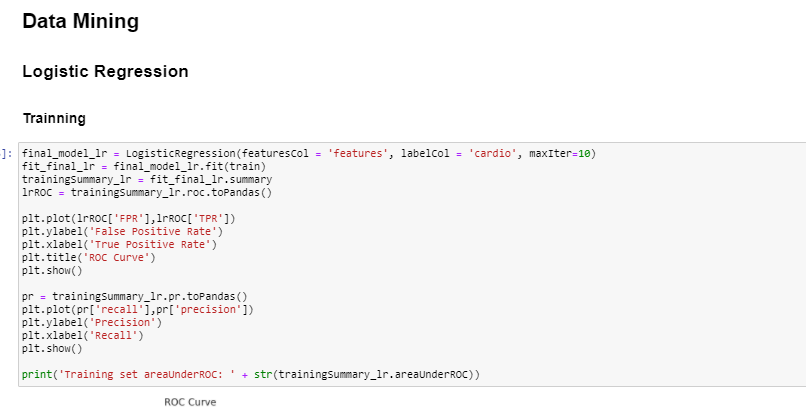 Data Mining
Logistic Regression
Trainning
]: final_model_lr = LogisticRegression(featuresCol = 'features', labelCol = 'cardio', maxIter=10)
fit_final_lr = final_model_lr.fit(train)
trainingSummary_lr = fit_final_lr.summary
lrROC = trainingSummary_lr.roc.toPandas()
plt.plot(lrROC['FPR'],lrROC['TPR'])
plt.ylabel('False Positive Rate')
plt.xlabel('True Positive Rate')
plt.title('ROC Curve')
plt.show()
pr = trainingSummary_lr.pr.toPandas()
plt.plot(pr['recall'],pr['precision'])
plt.ylabel('Precision')
plt.xlabel('Recall')
plt.show()
print('Training set areaUnderROC: ' + str(trainingSummary_lr.areaUnderROC))
ROC Curve